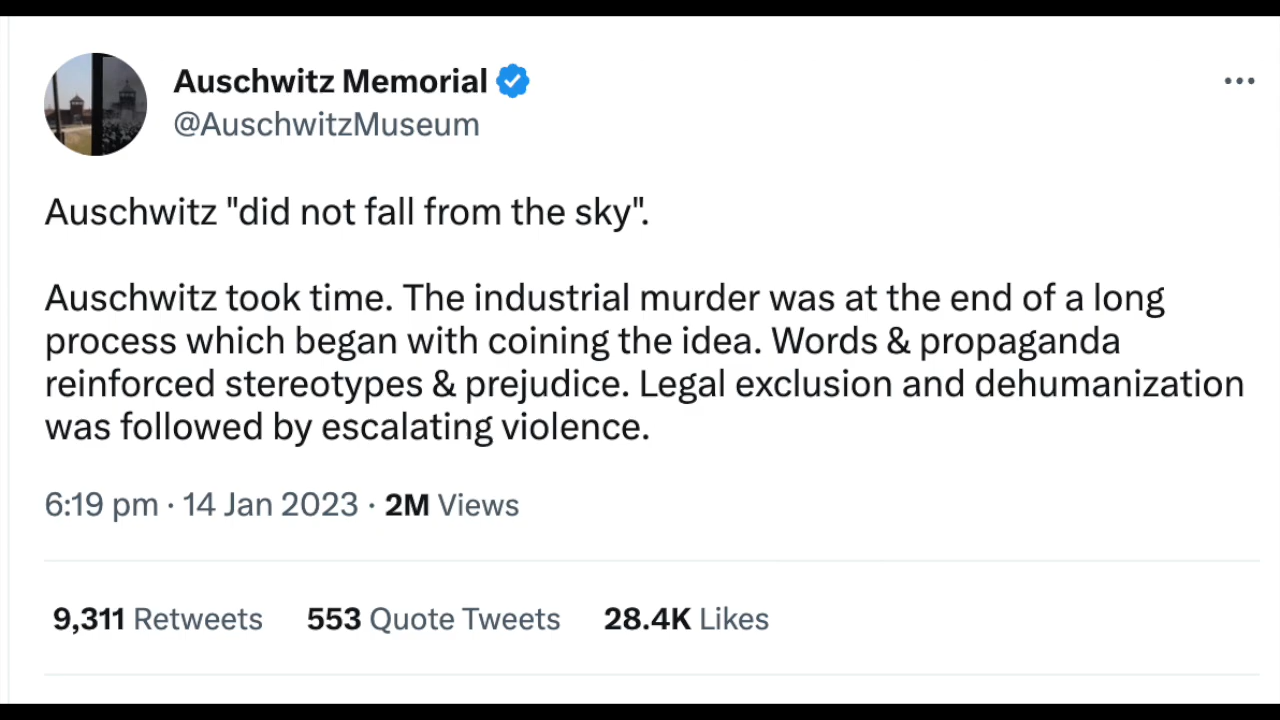 Auschwitz Memorial
@AuschwitzMuseum
Auschwitz "did not fall from the sky".
Auschwitz took time. The industrial murder was at the end of a long
process which began with coining the idea. Words & propaganda
reinforced stereotypes & prejudice. Legal exclusion and dehumanization
was followed by escalating violence.
6:19 pm · 14 Jan 2023 · 2M Views
9,311 Retweets 553 Quote Tweets 28.4K Likes